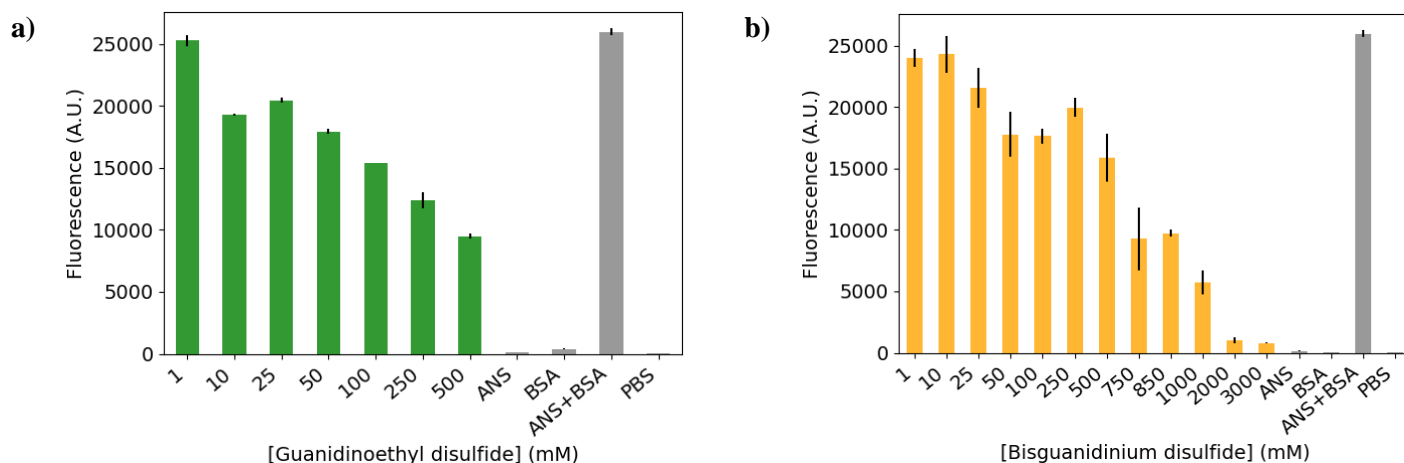 a)
Fluorescence (A.U.)
25000
20000
15000
10000
5000
0
1 10 25 50 100 250 500 ANS BSA ANS+BSA PBS
[Guanidinoethyl disulfide] (mM)
b)
Fluorescence (A.U.)
25000
20000
15000
10000
5000
0
1 10 25 50 100 250 500 750 850 1000 2000 3000 ANS BSA ANS+BSA PBS
[Bisguanidinium disulfide] (mM)